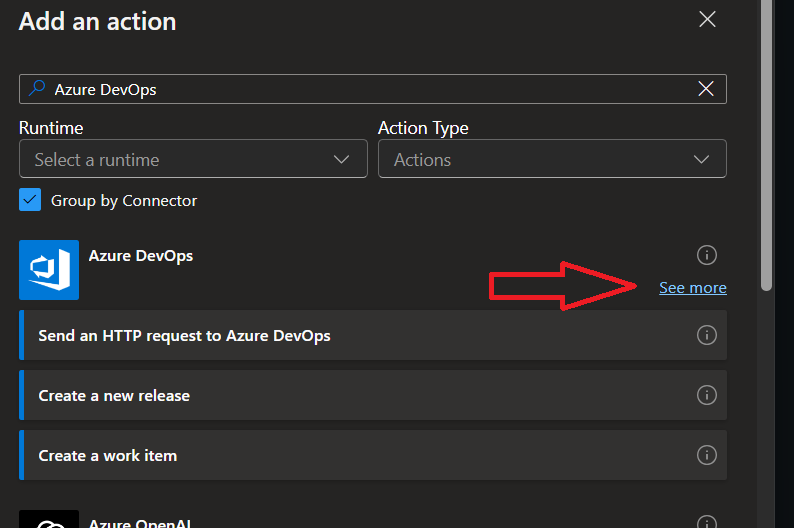 Add an action
Azure DevOps
Runtime Action Type
Select a runtime Actions
Group by Connector
Azure DevOps
See more
Send an HTTP request to Azure DevOps
Create a new release
Create a work item
Azure OpenAI